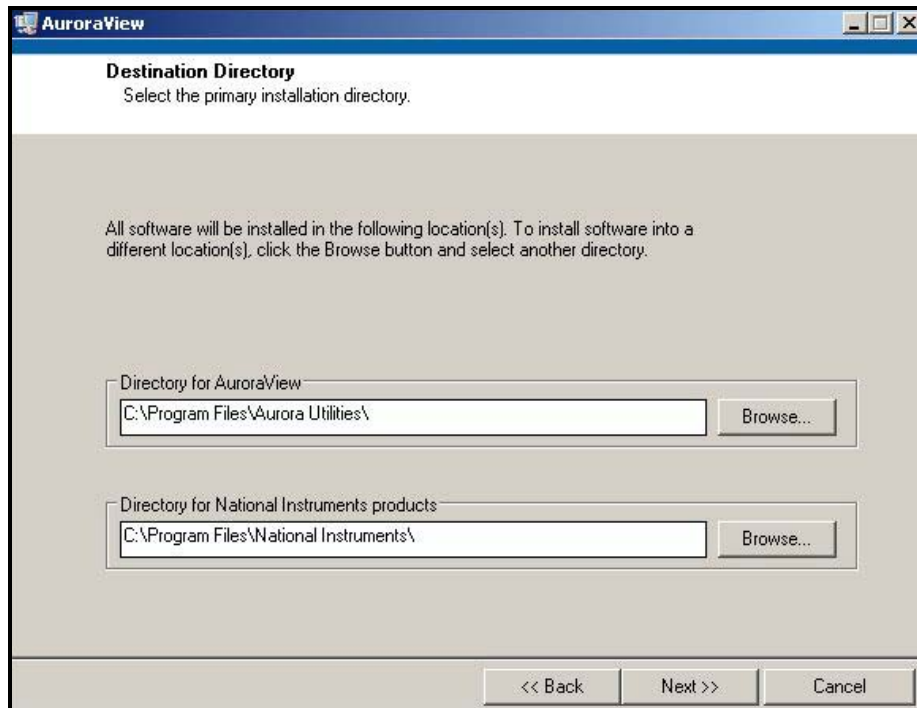 AuroraView
Destination Directory
Select the primary installation directory.
All software will be installed in the following location(s). To install software into a
different location(s), click the Browse button and select another directory.
Directory for AuroraView
C:\Program Files\Aurora Utilities\
Browse...
Directory for National Instruments products
C:\Program Files\National Instruments\
Browse...
<< Back
Next >>
Cancel